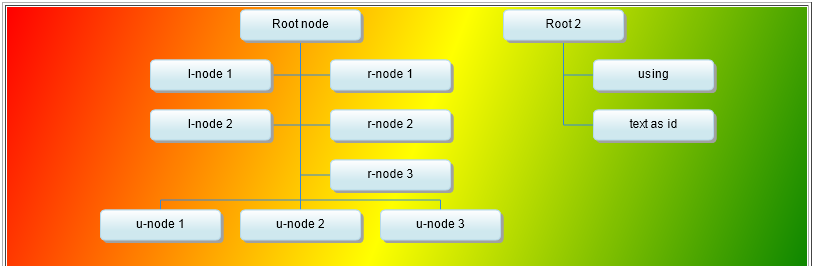 Root node
Root 2
l-node 1
r-node 1
using
l-node 2
r-node 2
text as id
r-node 3
u-node 1
u-node 2
u-node 3